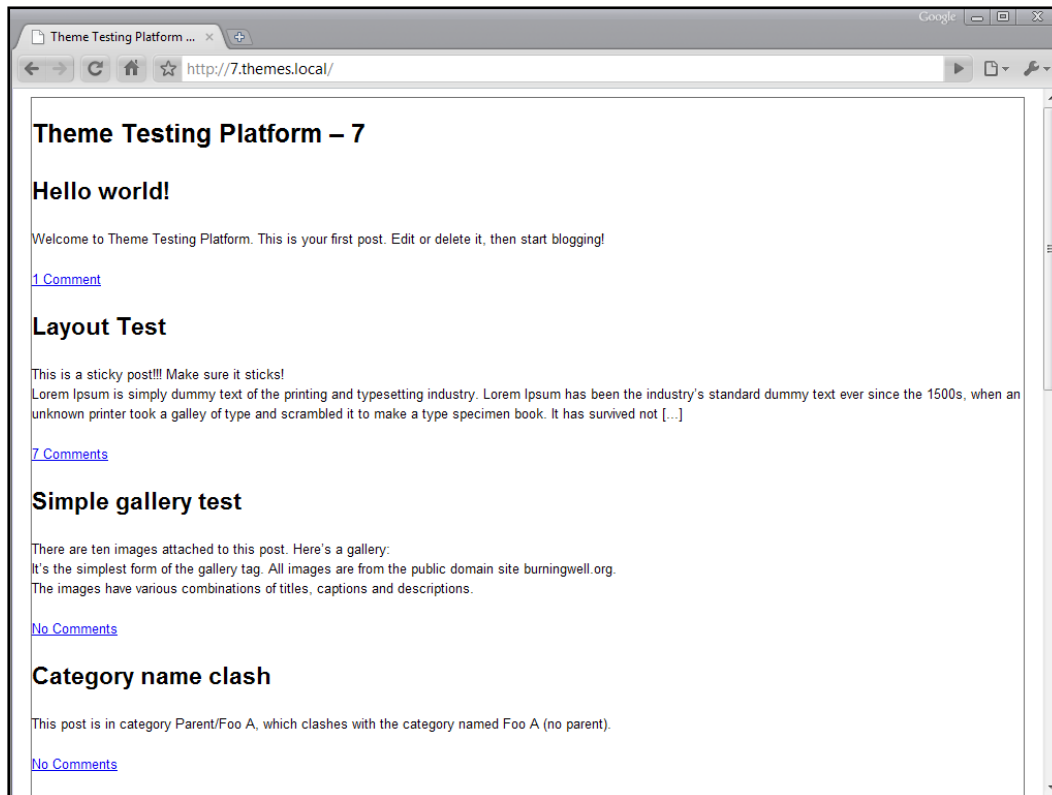 Google
Theme Testing Platform ...
http://7.themes.local/
Theme Testing Platform – 7
Hello world!
Welcome to Theme Testing Platform. This is your first post. Edit or delete it, then start blogging!
1 Comment
Layout Test
This is a sticky post!!! Make sure it sticks!
Lorem Ipsum is simply dummy text of the printing and typesetting industry. Lorem Ipsum has been the industry’s standard dummy text ever since the 1500s, when an
unknown printer took a galley of type and scrambled it to make a type specimen book. It has survived not [...]
7 Comments
Simple gallery test
There are ten images attached to this post. Here’s a gallery:
It’s the simplest form of the gallery tag. All images are from the public domain site burningwell.org.
The images have various combinations of titles, captions and descriptions.
No Comments
Category name clash
This post is in category Parent/Foo A, which clashes with the category named Foo A (no parent).
No Comments